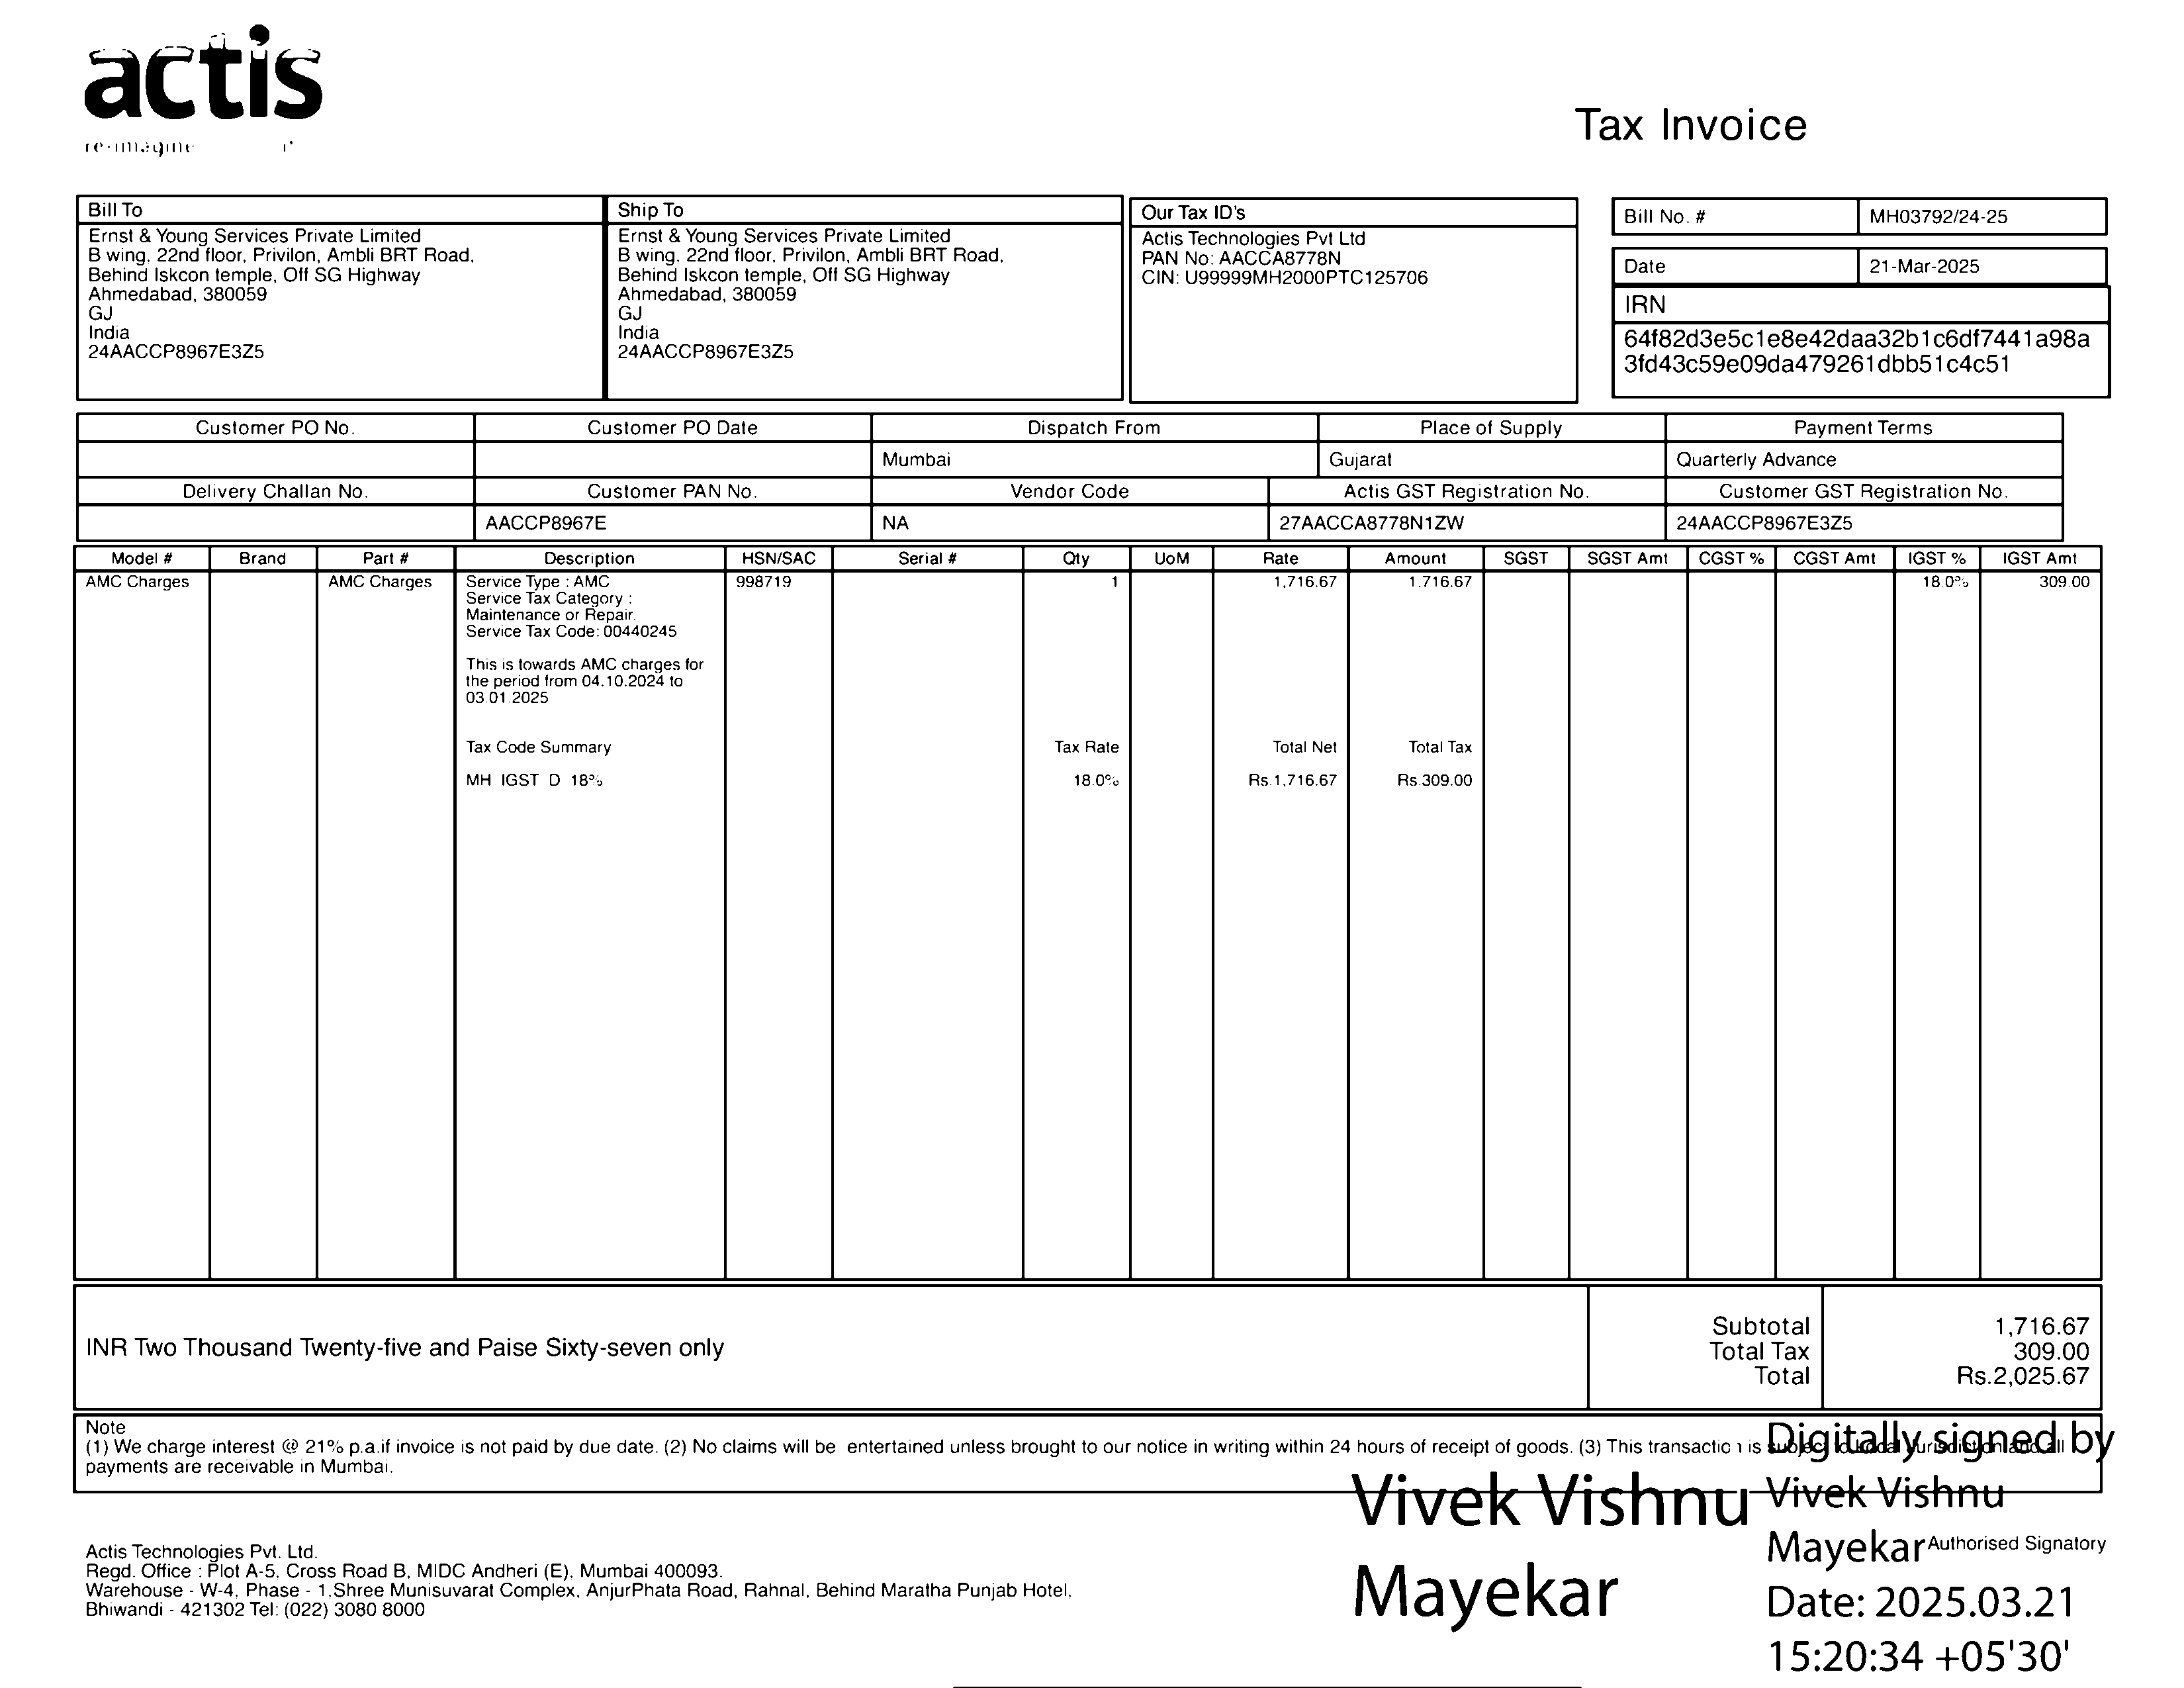 actis
re-imagine
Tax Invoice
Bill To
Ernst & Young Services Private Limited
B wing, 22nd floor, Privilon, Ambli BRT Road,
Behind Iskcon temple, Off SG Highway
Ahmedabad, 380059
GJ
India
24AACCP8967E3Z5
Ship To
Ernst & Young Services Private Limited
B wing, 22nd floor, Privilon, Ambli BRT Road,
Behind Iskcon temple, Off SG Highway
Ahmedabad, 380059
GJ
India
24AACCP8967E3Z5
Our Tax ID's
Actis Technologies Pvt Ltd
PAN No: AACCA8778N
CIN: U99999MH2000PTC125706
Bill No. # MH03792/24-25
Date 21-Mar-2025
IRN
64f82d3e5c1e8e42daa32b1c6df7441a98a
3fd43c59e09da479261dbb51c4c51
Customer PO No. Customer PO Date Dispatch From Place of Supply Payment Terms
Mumbai Gujarat Quarterly Advance
Delivery Challan No. Customer PAN No. Vendor Code Actis GST Registration No. Customer GST Registration No.
AACCP8967E NA 27AACCA8778N1ZW 24AACCP8967E3Z5
Model # Brand Part # Description HSN/SAC Serial # Qty UoM Rate Amount SGST SGST Amt CGST % CGST Amt IGST % IGST Amt
AMC Charges AMC Charges Service Type : AMC 998719 1 1,716.67 1,716.67 18.0% 309.00
Service Tax Category :
Maintenance or Repair.
Service Tax Code: 00440245
This is towards AMC charges for
the period from 04.10.2024 to
03.01.2025
Tax Code Summary Tax Rate Total Net Total Tax
MH IGST D 18% 18.0% Rs.1,716.67 Rs.309.00
INR Two Thousand Twenty-five and Paise Sixty-seven only
Subtotal 1,716.67
Total Tax 309.00
Total Rs.2,025.67
Note
(1) We charge interest @ 21% p.a.if invoice is not paid by due date. (2) No claims will be entertained unless brought to our notice in writing within 24 hours of receipt of goods. (3) This transaction is subject to local Jurisdiction and all
payments are receivable in Mumbai.
Vivek Vishnu
Mayekar
Digitally signed by
Vivek Vishnu
Mayekar
Date: 2025.03.21
15:20:34 +05'30'
Authorised Signatory
Actis Technologies Pvt. Ltd.
Regd. Office : Plot A-5, Cross Road B, MIDC Andheri (E), Mumbai 400093.
Warehouse - W-4, Phase - 1,Shree Munisuvarat Complex, AnjurPhata Road, Rahnal, Behind Maratha Punjab Hotel,
Bhiwandi - 421302 Tel: (022) 3080 8000